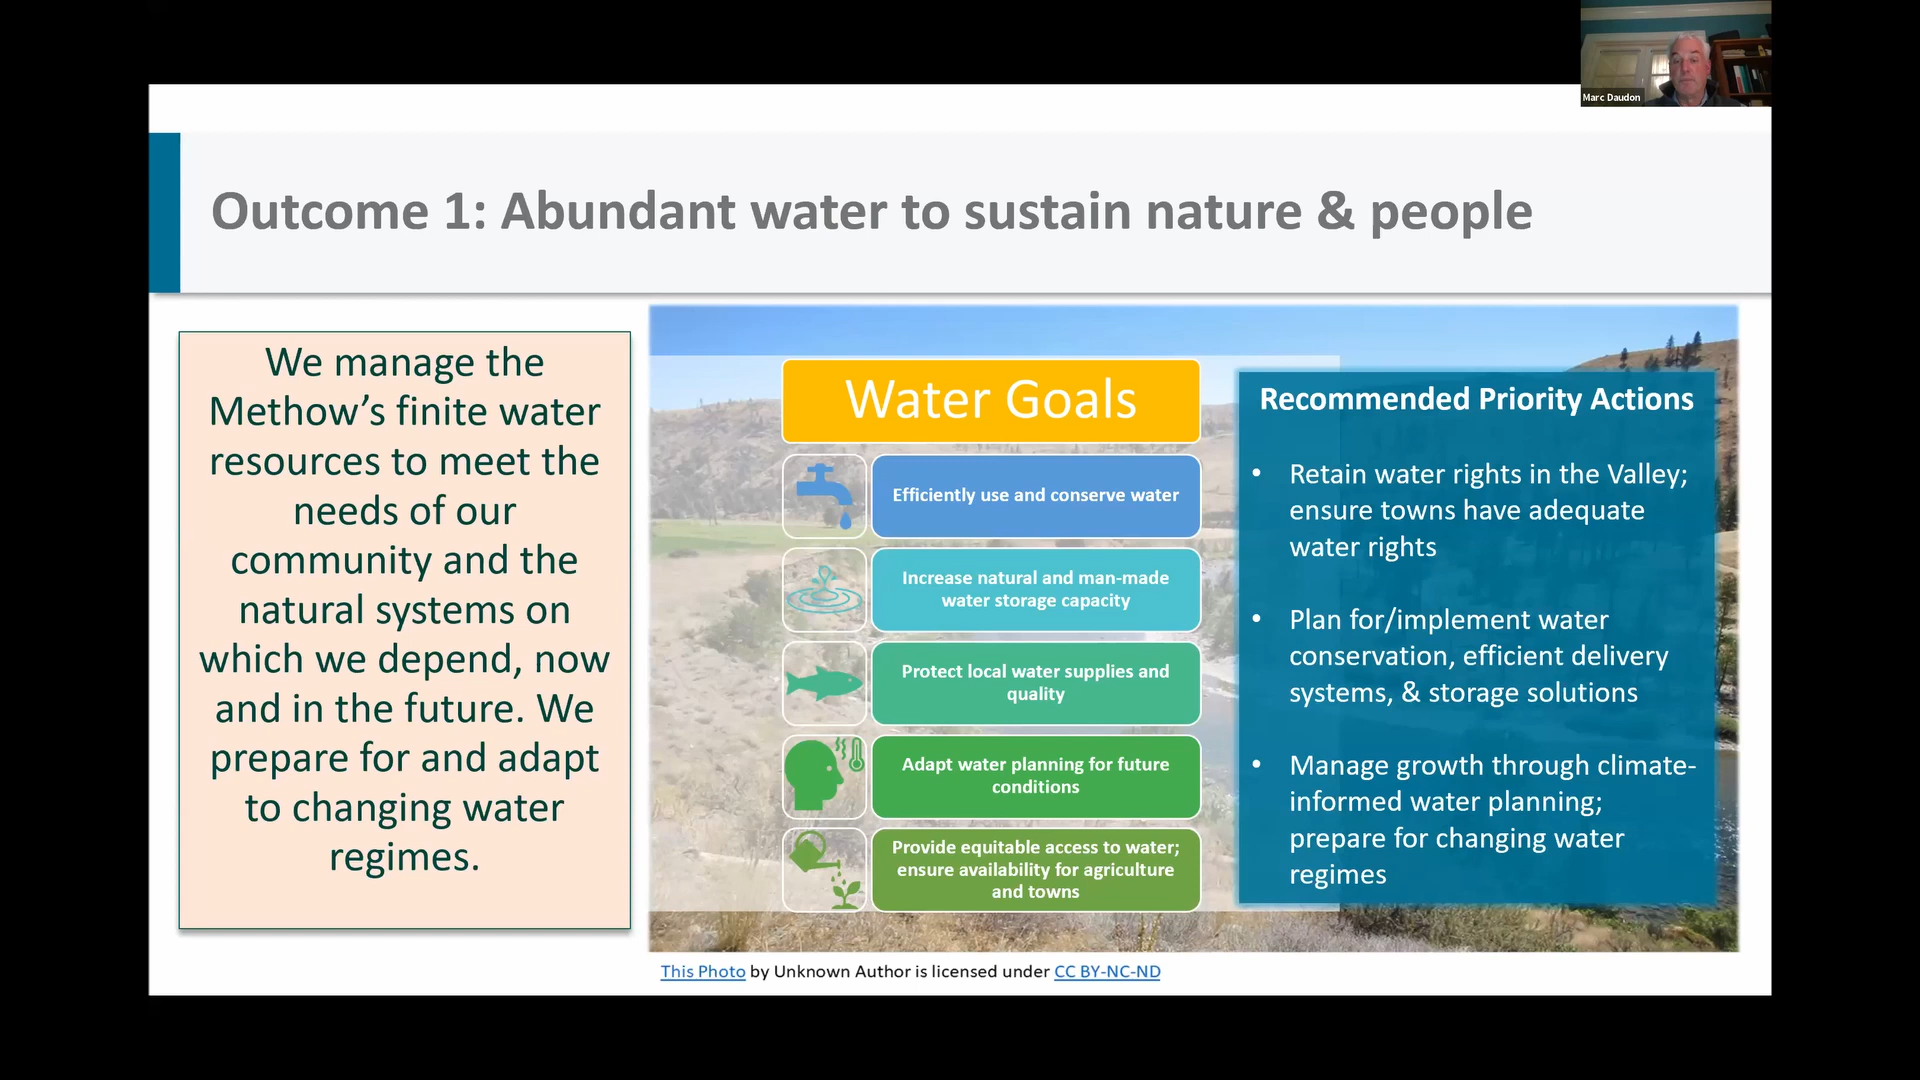 Marc Daudon
Outcome 1: Abundant water to sustain nature & people
We manage the
Methow’s finite water
resources to meet the
needs of our
community and the
natural systems on
which we depend, now
and in the future. We
prepare for and adapt
to changing water
regimes.
Water Goals
Efficiently use and conserve water
Increase natural and man-made
water storage capacity
Protect local water supplies and
quality
Adapt water planning for future
conditions
Provide equitable access to water;
ensure availability for agriculture
and towns
Recommended Priority Actions
• Retain water rights in the Valley;
ensure towns have adequate
water rights
• Plan for/implement water
conservation, efficient delivery
systems, & storage solutions
• Manage growth through climate-
informed water planning;
prepare for changing water
regimes
This Photo by Unknown Author is licensed under CC BY-NC-ND